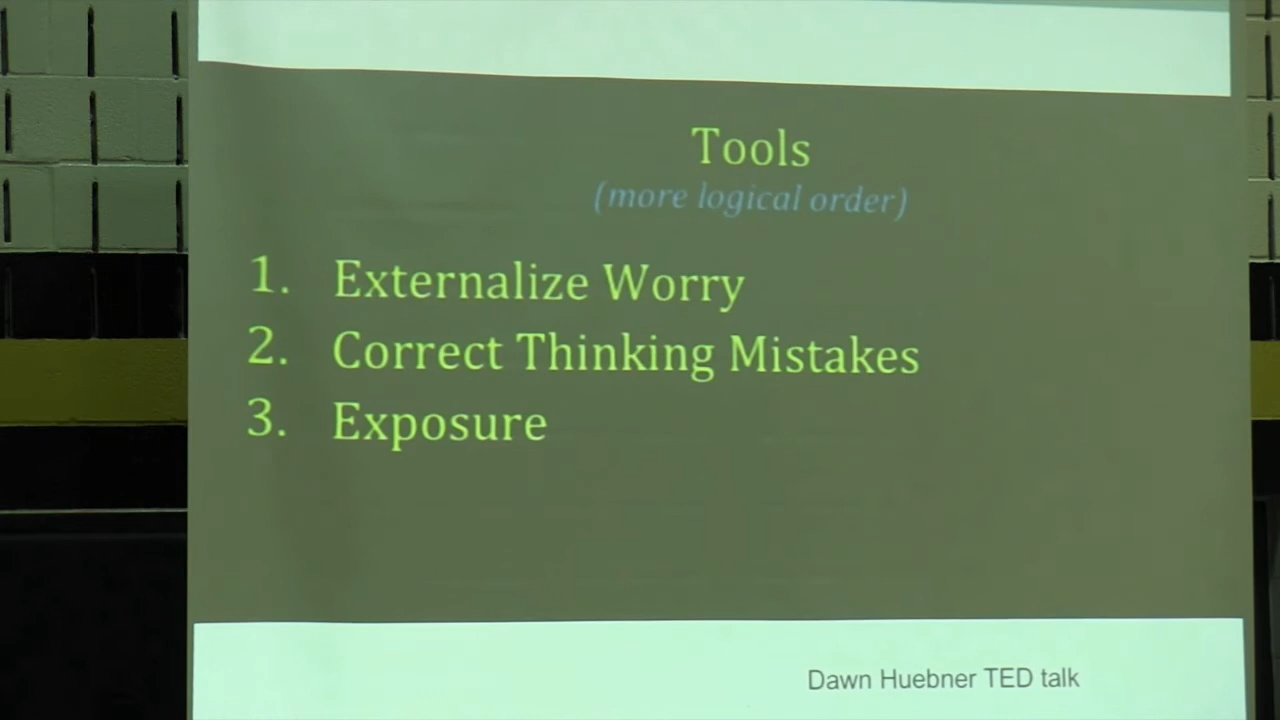 Tools
(more logical order)
1. Externalize Worry
2. Correct Thinking Mistakes
3. Exposure
Dawn Huebner TED talk